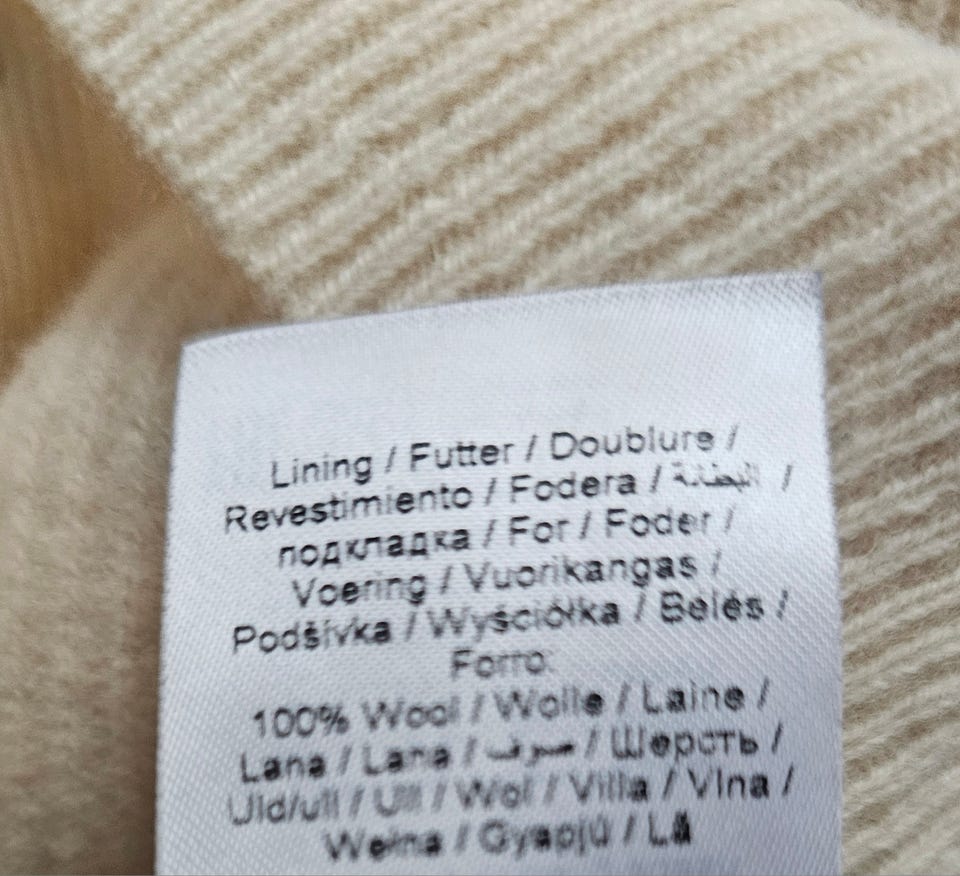 Lining / Futter / Doublure /
Revestimiento / Fodera / البطانة /
подкладка / For / Foder /
Voering / Vuorikangas /
Podšívka / Wyściółka / Bélés /
Forro:
100% Wool / Wolle / Laine /
Lana / Lana / صوف / Шерсть /
Uld/ull / Ull / Wol / Villa / Vlna /
Wełna / Gyapjú / Lã